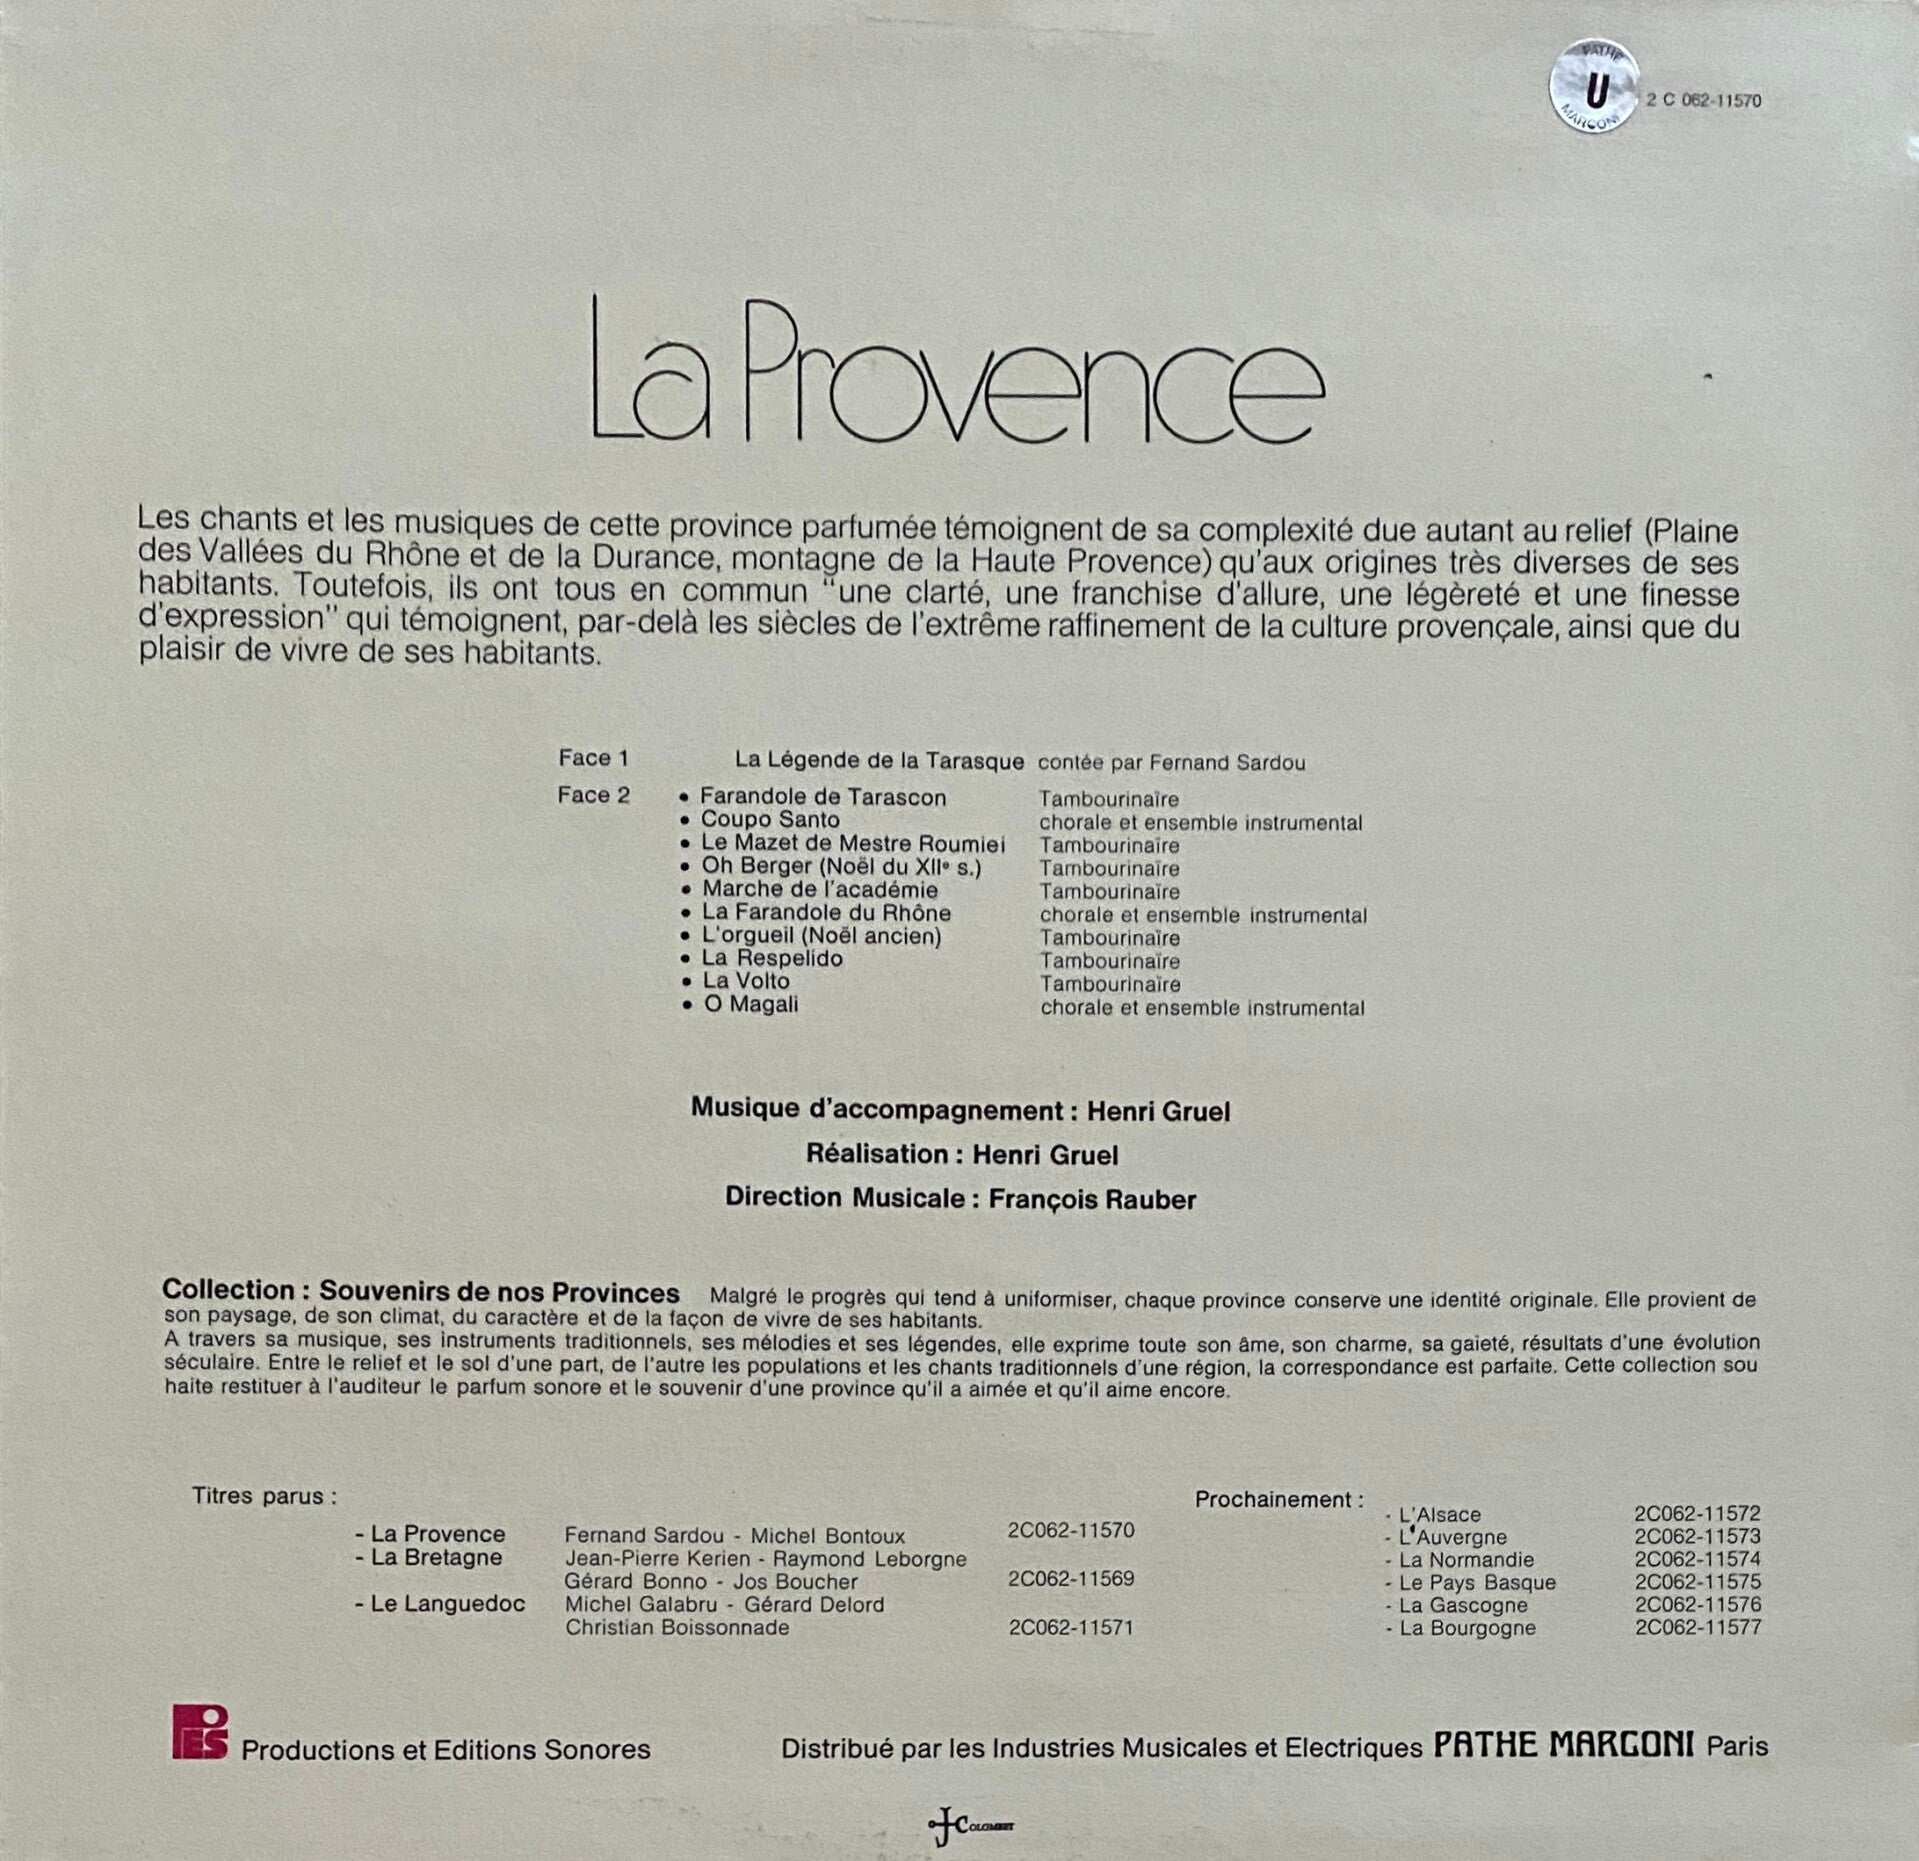 PATHE
U
MARCONI
2 C 062-11570
La Provence
Les chants et les musiques de cette province parfumée témoignent de sa complexité due autant au relief (Plaine
des Vallées du Rhône et de la Durance, montagne de la Haute Provence) qu'aux origines très diverses de ses
habitants. Toutefois, ils ont tous en commun "une clarté, une franchise d'allure, une légèreté et une finesse
d'expression" qui témoignent, par-delà les siècles de l'extrême raffinement de la culture provençale, ainsi que du
plaisir de vivre de ses habitants.
Face 1 La Légende de la Tarasque contée par Fernand Sardou
Face 2 • Farandole de Tarascon Tambourinaïre
• Coupo Santo chorale et ensemble instrumental
• Le Mazet de Mestre Roumiei Tambourinaïre
• Oh Berger (Noël du XIIe s.) Tambourinaïre
• Marche de l'académie Tambourinaïre
• La Farandole du Rhône chorale et ensemble instrumental
• L'orgueil (Noël ancien) Tambourinaïre
• La Respelido Tambourinaïre
• La Volto Tambourinaïre
• O Magali chorale et ensemble instrumental
Musique d'accompagnement : Henri Gruel
Réalisation : Henri Gruel
Direction Musicale : François Rauber
Collection : Souvenirs de nos Provinces Malgré le progrès qui tend à uniformiser, chaque province conserve une identité originale. Elle provient de
son paysage, de son climat, du caractère et de la façon de vivre de ses habitants.
A travers sa musique, ses instruments traditionnels, ses mélodies et ses légendes, elle exprime toute son âme, son charme, sa gaieté, résultats d'une évolution
séculaire. Entre le relief et le sol d'une part, de l'autre les populations et les chants traditionnels d'une région, la correspondance est parfaite. Cette collection sou
haite restituer à l'auditeur le parfum sonore et le souvenir d'une province qu'il a aimée et qu'il aime encore.
Titres parus :
- La Provence Fernand Sardou - Michel Bontoux 2C062-11570
- La Bretagne Jean-Pierre Kerien - Raymond Leborgne
Gérard Bonno - Jos Boucher 2C062-11569
- Le Languedoc Michel Galabru - Gérard Delord
Christian Boissonnade 2C062-11571
Prochainement :
- L'Alsace 2C062-11572
- L'Auvergne 2C062-11573
- La Normandie 2C062-11574
- Le Pays Basque 2C062-11575
- La Gascogne 2C062-11576
- La Bourgogne 2C062-11577
PES Productions et Editions Sonores
Distribué par les Industries Musicales et Electriques PATHE MARCONI Paris
J COLOMBET